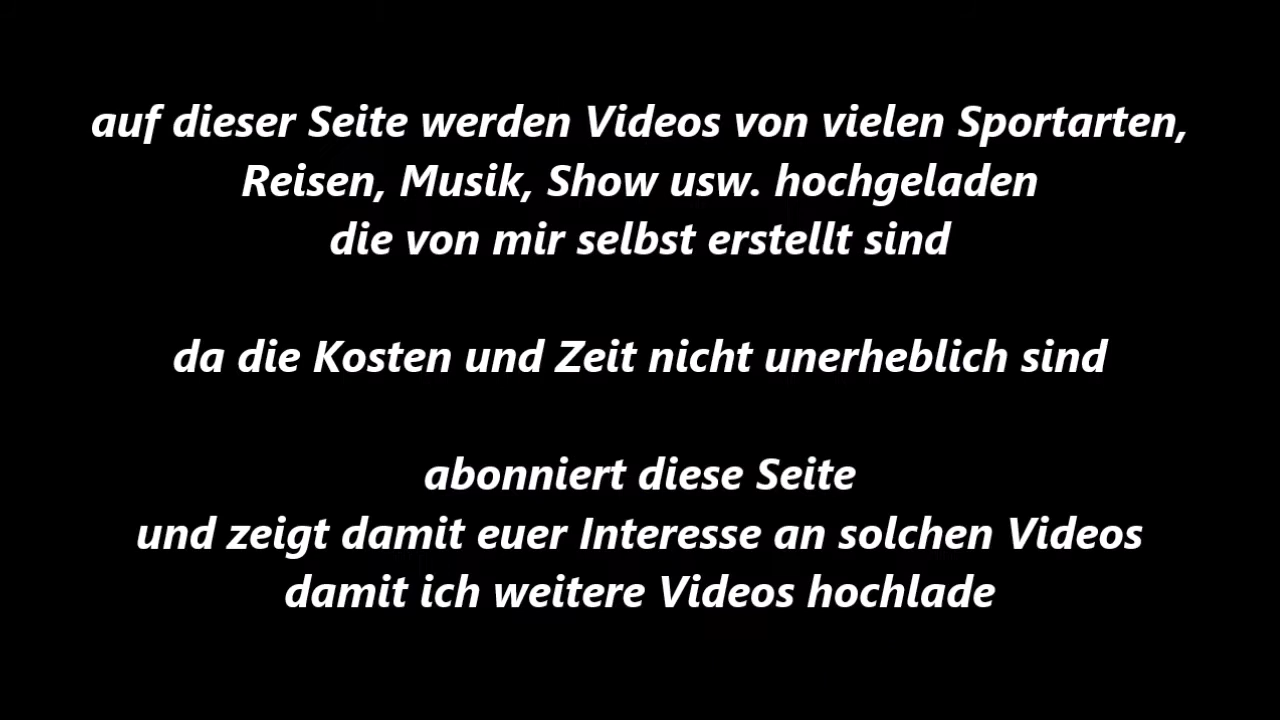 auf dieser Seite werden Videos von vielen Sportarten,
Reisen, Musik, Show usw. hochgeladen
die von mir selbst erstellt sind
da die Kosten und Zeit nicht unerheblich sind
abonniert diese Seite
und zeigt damit euer Interesse an solchen Videos
damit ich weitere Videos hochlade